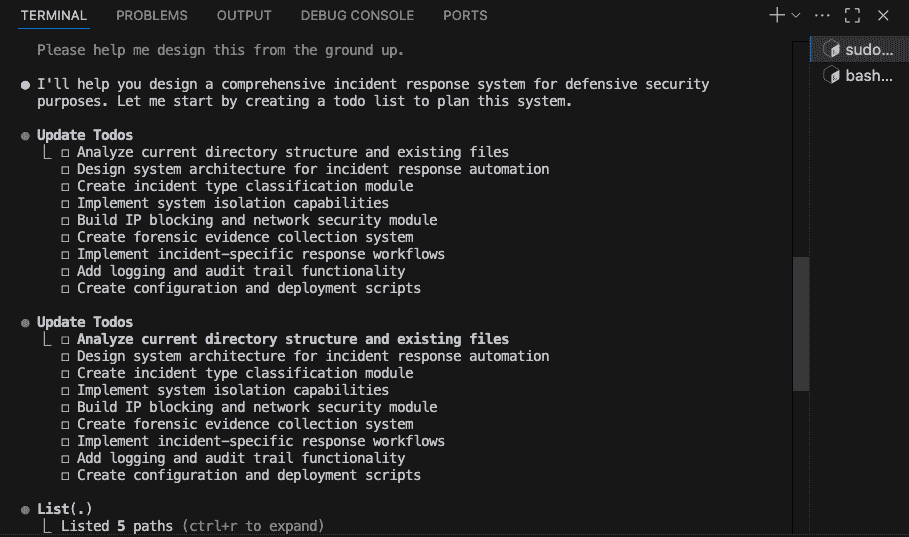 TERMINAL PROBLEMS OUTPUT DEBUG CONSOLE PORTS
sudo...
bash...
Please help me design this from the ground up.
I'll help you design a comprehensive incident response system for defensive security
purposes. Let me start by creating a todo list to plan this system.
Update Todos
Analyze current directory structure and existing files
Design system architecture for incident response automation
Create incident type classification module
Implement system isolation capabilities
Build IP blocking and network security module
Create forensic evidence collection system
Implement incident-specific response workflows
Add logging and audit trail functionality
Create configuration and deployment scripts
Update Todos
Analyze current directory structure and existing files
Design system architecture for incident response automation
Create incident type classification module
Implement system isolation capabilities
Build IP blocking and network security module
Create forensic evidence collection system
Implement incident-specific response workflows
Add logging and audit trail functionality
Create configuration and deployment scripts
List(.)
Listed 5 paths (ctrl+r to expand)